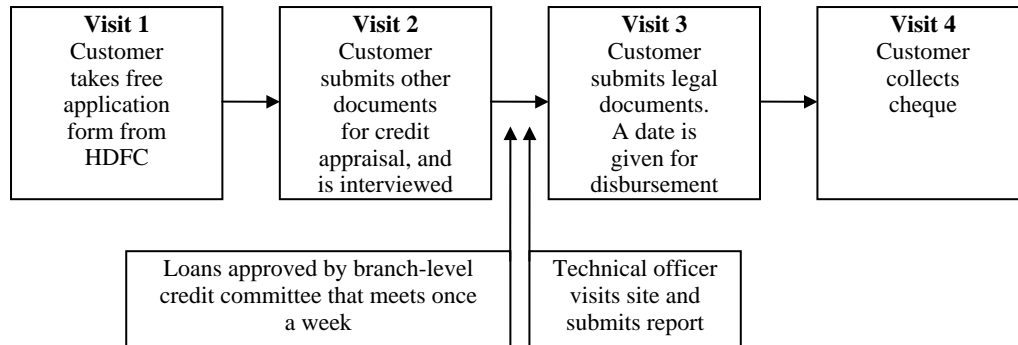 Visit 1
Customer
takes free
application
form from
HDFC
Visit 2
Customer
submits other
documents
for credit
appraisal, and
is interviewed
Visit 3
Customer
submits legal
documents.
A date is
given for
disbursement
Visit 4
Customer
collects
cheque
Loans approved by branch-level
credit committee that meets once
a week
Technical officer
visits site and
submits report